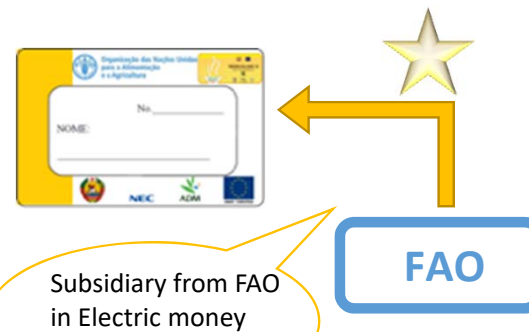 Organização das Nações Unidas
para a Alimentação
e a Agricultura
No.
NOME:
NEC
ADM
FAO
Subsidiary from FAO
in Electric money